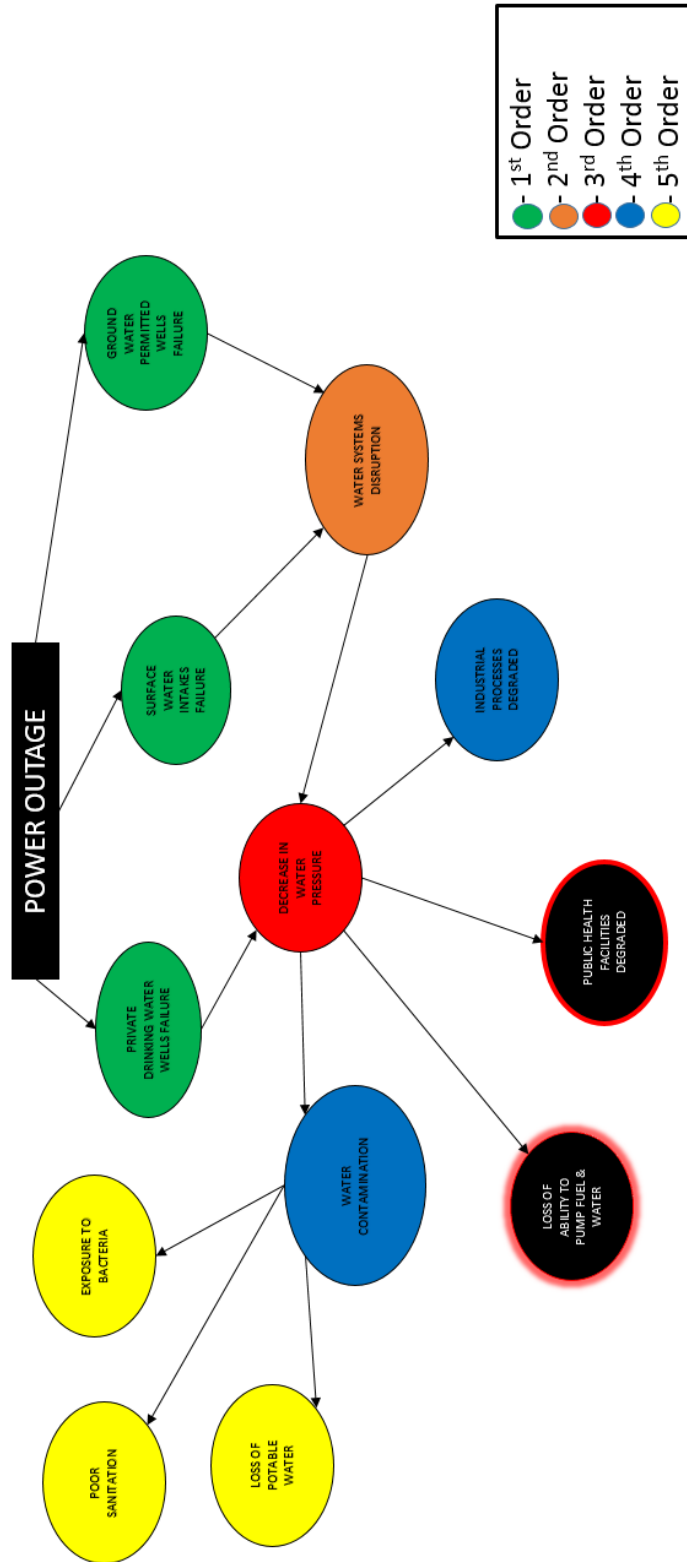 POWER OUTAGE
PRIVATE
DRINKING WATER
WELLS FAILURE
SURFACE
WATER
INTAKES
FAILURE
GROUND
WATER
PERMITTED
WELLS
FAILURE
WATER SYSTEMS
DISRUPTION
DECREASE IN
WATER
PRESSURE
EXPOSURE TO
BACTERIA
POOR
SANITATION
LOSS OF
POTABLE
WATER
WATER
CONTAMINATION
INDUSTRIAL
PROCESSES
DEGRADED
LOSS OF
ABILITY TO
PUMP FUEL &
WATER
PUBLIC HEALTH
FACILITIES
DEGRADED
- 1st Order
- 2nd Order
- 3rd Order
- 4th Order
- 5th Order